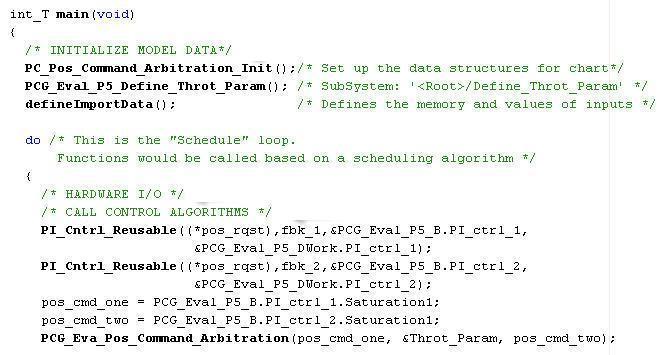 int_T main(void)
{
/* INITIALIZE MODEL DATA*/
PC_Pos_Command_Arbitration_Init();/* Set up the data structures for chart*/
PCG_Eval_P5_Define_Throt_Param(); /* SubSystem: '<Root>/Define_Throt_Param' */
defineImportData(); /* Defines the memory and values of inputs */
do /* This is the "Schedule" loop.
Functions would be called based on a scheduling algorithm */
{
/* HARDWARE I/O */
/* CALL CONTROL ALGORITHMS */
PI_Cntrl_Reusable((*pos_rqst),fbk_1,&PCG_Eval_P5_B.PI_ctrl_1,
&PCG_Eval_P5_DWork.PI_ctrl_1);
PI_Cntrl_Reusable((*pos_rqst),fbk_2,&PCG_Eval_P5_B.PI_ctrl_2,
&PCG_Eval_P5_DWork.PI_ctrl_2);
pos_cmd_one = PCG_Eval_P5_B.PI_ctrl_1.Saturation1;
pos_cmd_two = PCG_Eval_P5_B.PI_ctrl_2.Saturation1;
PCG_Eva_Pos_Command_Arbitration(pos_cmd_one, &Throt_Param, pos_cmd_two);